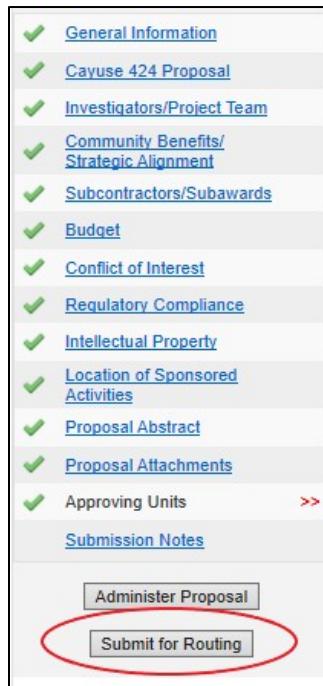 General Information
Cayuse 424 Proposal
Investigators/Project Team
Community Benefits/
Strategic Alignment
Subcontractors/Subawards
Budget
Conflict of Interest
Regulatory Compliance
Intellectual Property
Location of Sponsored
Activities
Proposal Abstract
Proposal Attachments
Approving Units >>
Submission Notes
Administer Proposal
Submit for Routing